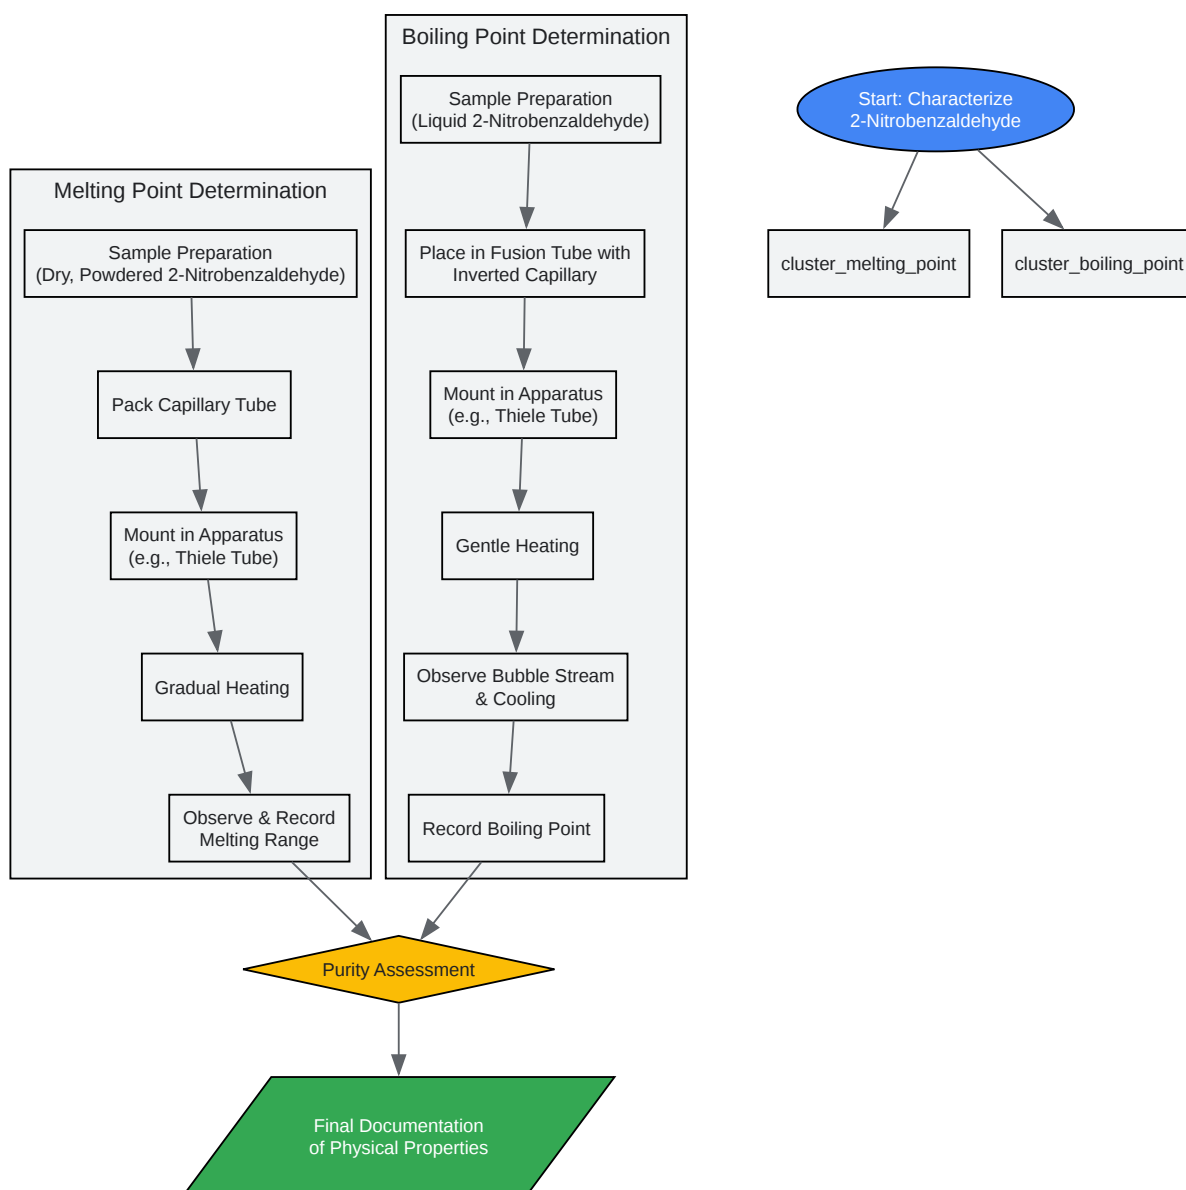 Boiling Point Determination
Sample Preparation
(Liquid 2-Nitrobenzaldehyde)
Place in Fusion Tube with
Inverted Capillary
Mount in Apparatus
(e.g., Thiele Tube)
Gentle Heating
Observe Bubble Stream
& Cooling
Record Boiling Point
Melting Point Determination
Sample Preparation
(Dry, Powdered 2-Nitrobenzaldehyde)
Pack Capillary Tube
Mount in Apparatus
(e.g., Thiele Tube)
Gradual Heating
Observe & Record
Melting Range
Purity Assessment
Final Documentation
of Physical Properties
Start: Characterize
2-Nitrobenzaldehyde
cluster_melting_point
cluster_boiling_point